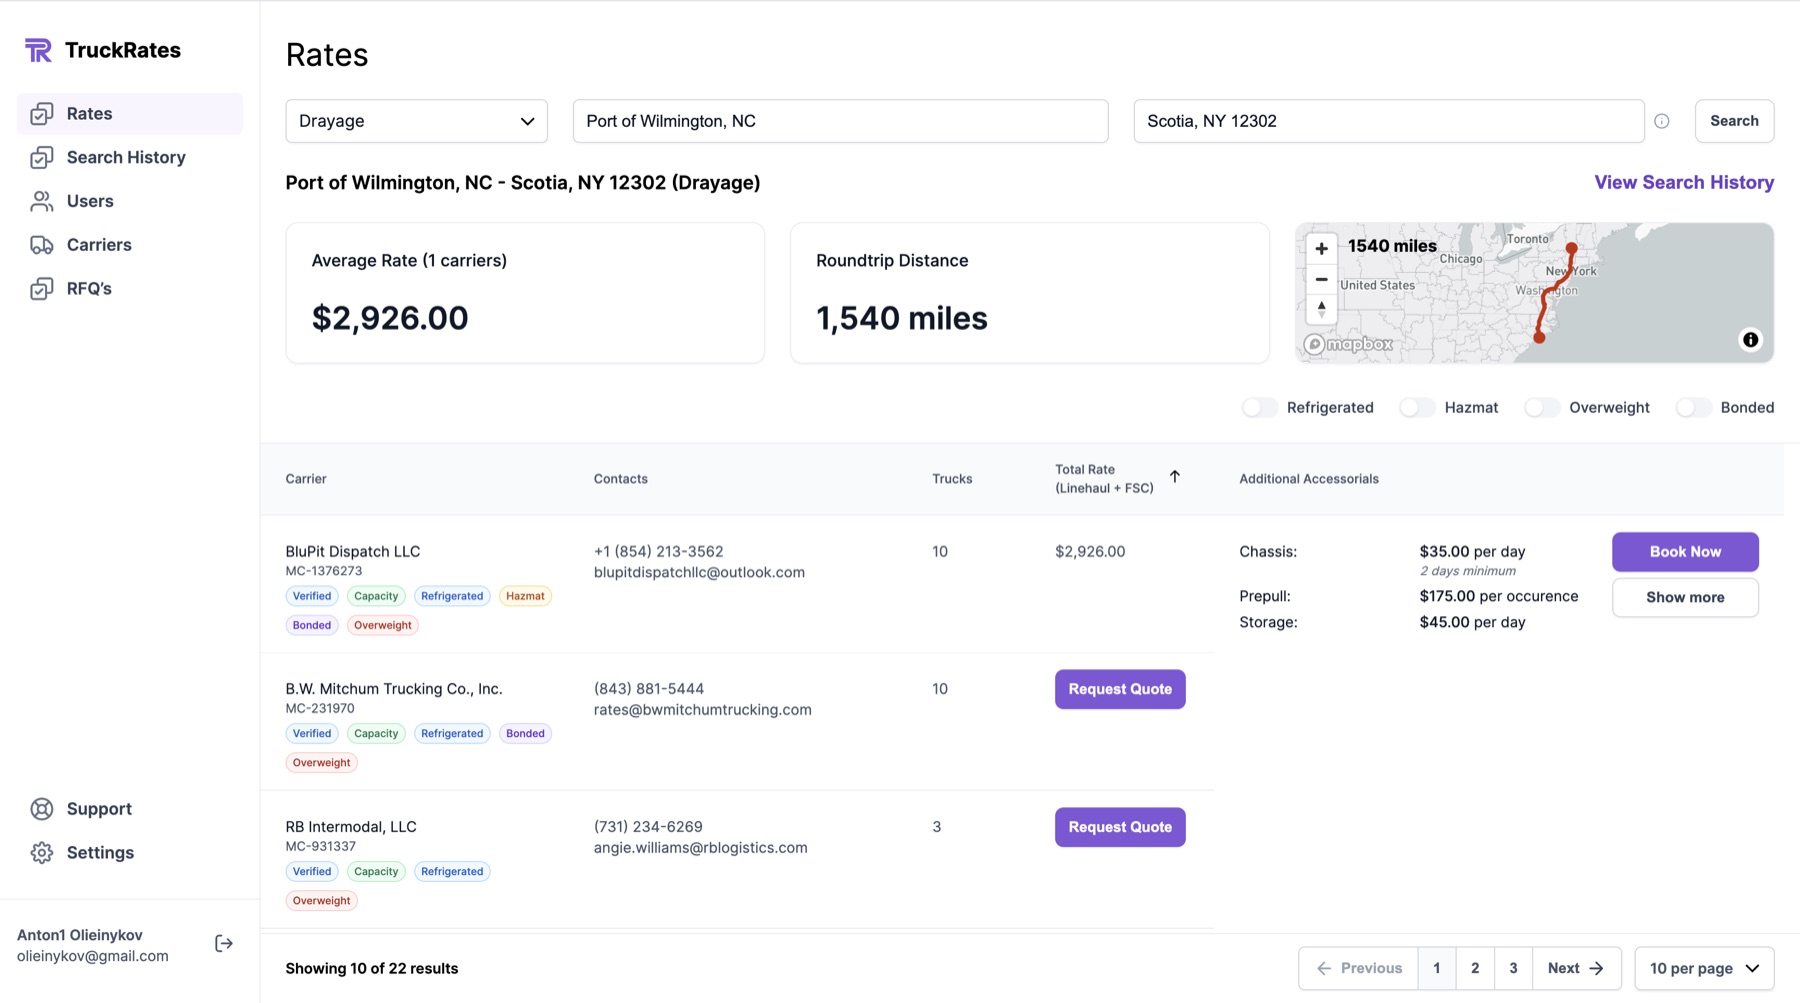 TruckRates
Rates
Search History
Users
Carriers
RFQ's
Support
Settings
Anton1 Olieinykov
olieinykov@gmail.com
Rates
Drayage
Port of Wilmington, NC
Scotia, NY 12302
Search
Port of Wilmington, NC - Scotia, NY 12302 (Drayage)
View Search History
Average Rate (1 carriers)
$2,926.00
Roundtrip Distance
1,540 miles
1540 miles
Toronto
Chicago
New York
United States
Washington
mapbox
Refrigerated
Hazmat
Overweight
Bonded
Carrier
Contacts
Trucks
Total Rate
(Linehaul + FSC)
Additional Accessorials
BluPit Dispatch LLC
MC-1376273
Verified
Capacity
Refrigerated
Hazmat
Bonded
Overweight
+1 (854) 213-3562
blupitdispatchllc@outlook.com
10
$2,926.00
Chassis:
$35.00 per day
2 days minimum
Prepull:
$175.00 per occurence
Storage:
$45.00 per day
Book Now
Show more
B.W. Mitchum Trucking Co., Inc.
MC-231970
Verified
Capacity
Refrigerated
Bonded
Overweight
(843) 881-5444
rates@bwmitchumtrucking.com
10
Request Quote
RB Intermodal, LLC
MC-931337
Verified
Capacity
Refrigerated
Overweight
(731) 234-6269
angie.williams@rblogistics.com
3
Request Quote
Showing 10 of 22 results
Previous
1
2
3
Next
10 per page